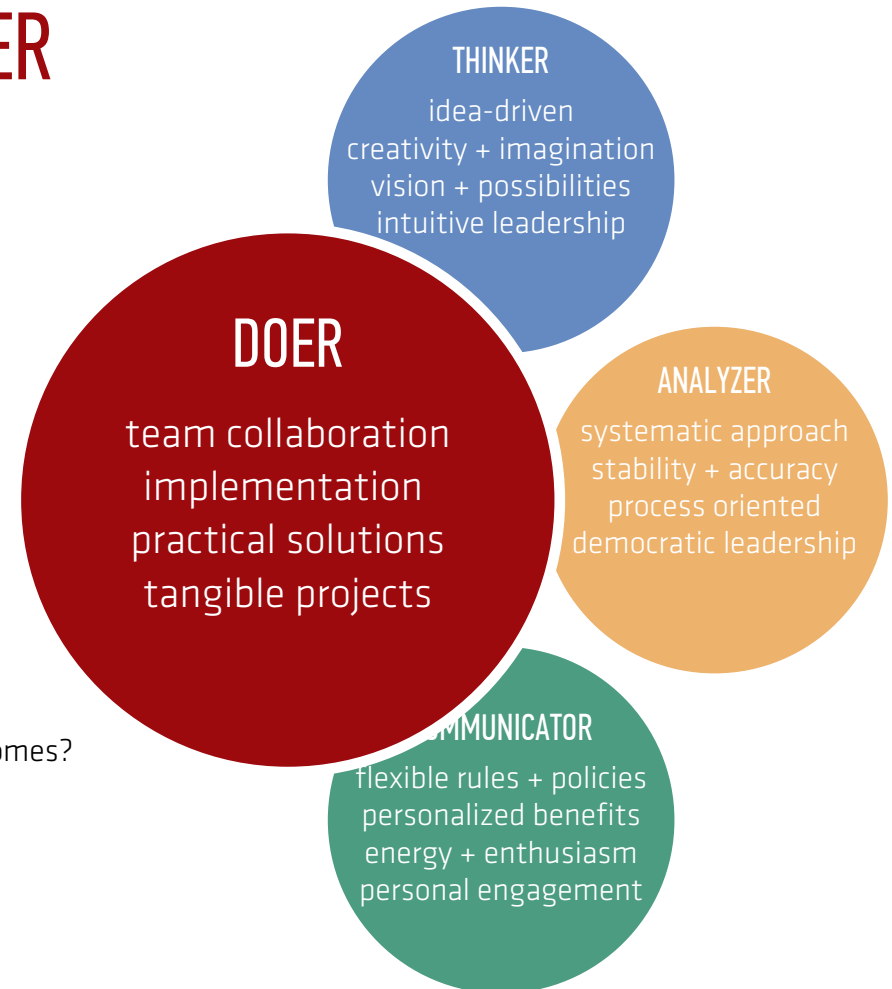 ER
THINKER
idea-driven
creativity + imagination
vision + possibilities
intuitive leadership
DOER
team collaboration
implementation
practical solutions
tangible projects
ANALYZER
systematic approach
stability + accuracy
process oriented
democratic leadership
omes?
OMMUNICATOR
flexible rules + policies
personalized benefits
energy + enthusiasm
personal engagement